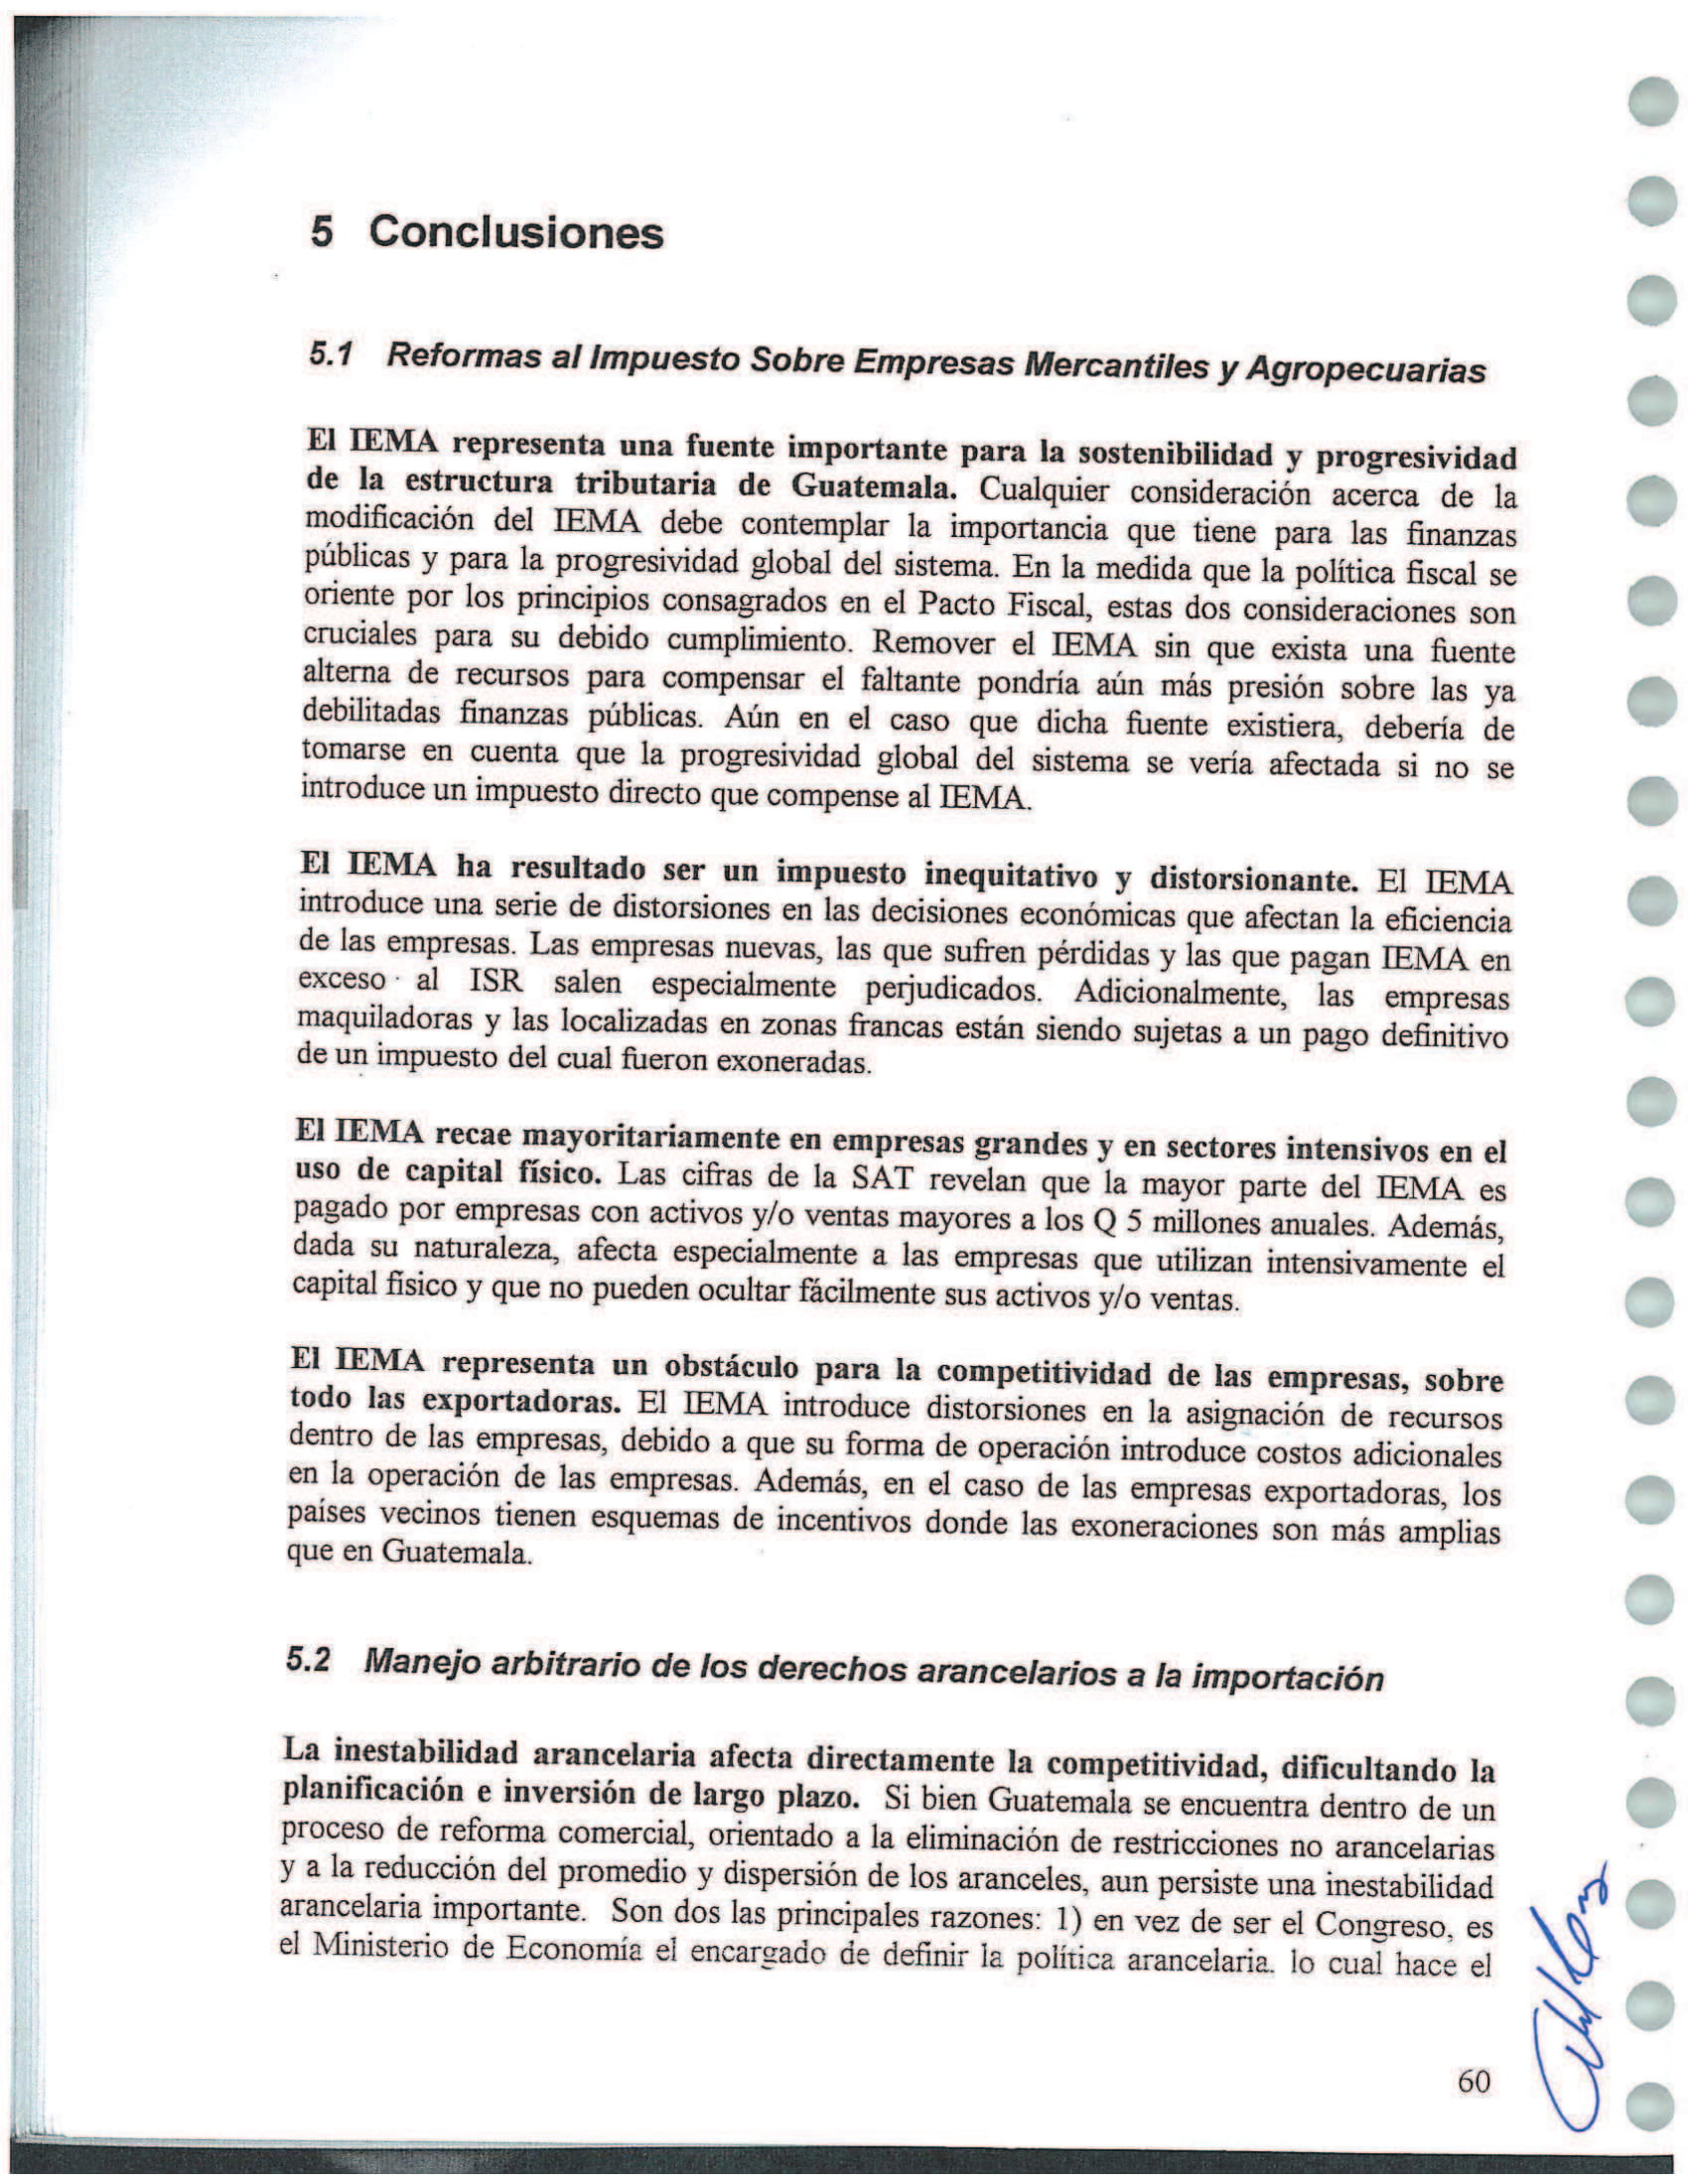 5 Conclusiones
5.1 Reformas al Impuesto Sobre Empresas Mercantiles y Agropecuarias
El IEMA representa una fuente importante para la sostenibilidad y progresividad
de la estructura tributaria de Guatemala. Cualquier consideración acerca de la
modificación del IEMA debe contemplar la importancia que tiene para las finanzas
públicas y para la progresividad global del sistema. En la medida que la política fiscal se
oriente por los principios consagrados en el Pacto Fiscal, estas dos consideraciones son
cruciales para su debido cumplimiento. Remover el IEMA sin que exista una fuente
alterna de recursos para compensar el faltante pondría aún más presión sobre las ya
debilitadas finanzas públicas. Aún en el caso que dicha fuente existiera, debería de
tomarse en cuenta que la progresividad global del sistema se vería afectada si no se
introduce un impuesto directo que compense al IEMA.
El IEMA ha resultado ser un impuesto inequitativo y distorsionante. El IEMA
introduce una serie de distorsiones en las decisiones económicas que afectan la eficiencia
de las empresas. Las empresas nuevas, las que sufren pérdidas y las que pagan IEMA en
exceso al ISR salen especialmente perjudicados. Adicionalmente, las empresas
maquiladoras y las localizadas en zonas francas están siendo sujetas a un pago definitivo
de un impuesto del cual fueron exoneradas.
El IEMA recae mayoritariamente en empresas grandes y en sectores intensivos en el
uso de capital físico. Las cifras de la SAT revelan que la mayor parte del IEMA es
pagado por empresas con activos y/o ventas mayores a los Q 5 millones anuales. Además,
dada su naturaleza, afecta especialmente a las empresas que utilizan intensivamente el
capital físico y que no pueden ocultar fácilmente sus activos y/o ventas.
El IEMA representa un obstáculo para la competitividad de las empresas, sobre
todo las exportadoras. El IEMA introduce distorsiones en la asignación de recursos
dentro de las empresas, debido a que su forma de operación introduce costos adicionales
en la operación de las empresas. Además, en el caso de las empresas exportadoras, los
países vecinos tienen esquemas de incentivos donde las exoneraciones son más amplias
que en Guatemala.
5.2 Manejo arbitrario de los derechos arancelarios a la importación
La inestabilidad arancelaria afecta directamente la competitividad, dificultando la
planificación e inversión de largo plazo. Si bien Guatemala se encuentra dentro de un
proceso de reforma comercial, orientado a la eliminación de restricciones no arancelarias
y a la reducción del promedio y dispersión de los aranceles, aun persiste una inestabilidad
arancelaria importante. Son dos las principales razones: 1) en vez de ser el Congreso, es
el Ministerio de Economía el encargado de definir la política arancelaria. lo cual hace el
60